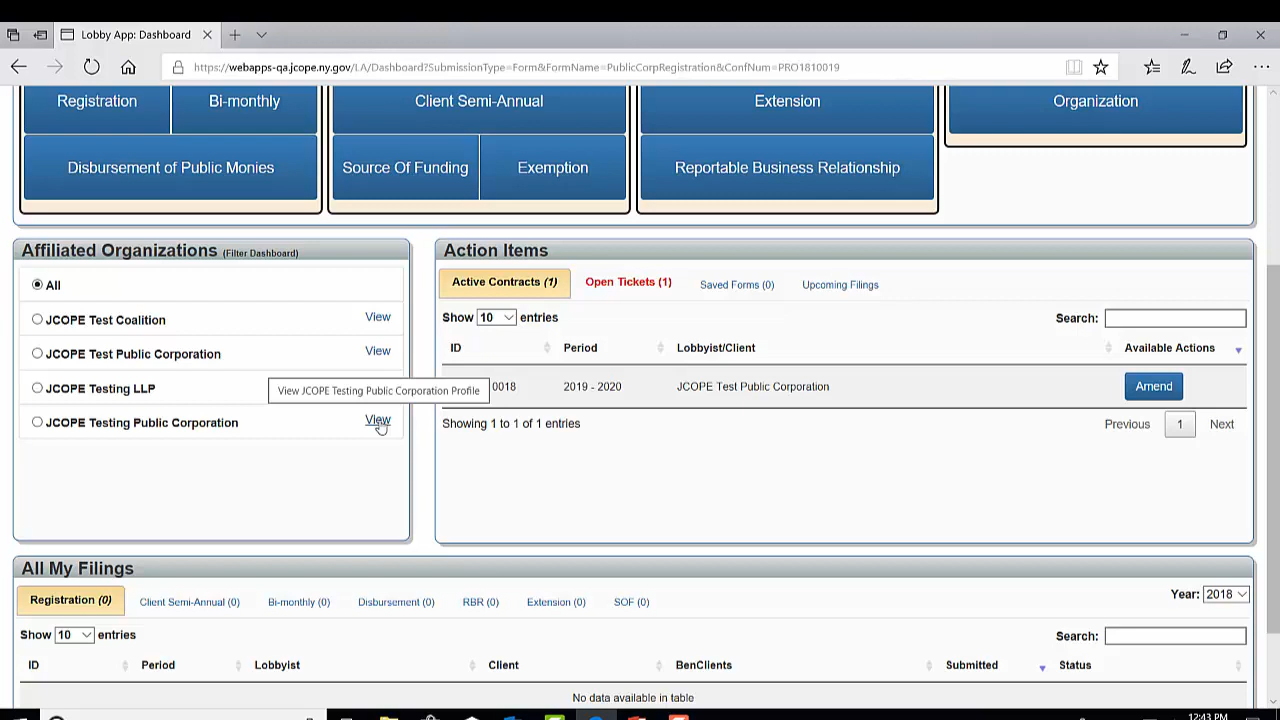 Lobby App: Dashboard
https://webapps-qa.jcope.ny.gov/LA/Dashboard?SubmissionType=Form&FormName=PublicCorpRegistration&ConfNum=PRO1810019
Registration Bi-monthly Client Semi-Annual Extension Organization
Disbursement of Public Monies Source Of Funding Exemption Reportable Business Relationship
Affiliated Organizations (Filter Dashboard)
All
JCOPE Test Coalition View
JCOPE Test Public Corporation View
JCOPE Testing LLP
View JCOPE Testing Public Corporation Profile
JCOPE Testing Public Corporation View
Action Items
Active Contracts (1) Open Tickets (1) Saved Forms (0) Upcoming Filings
Show 10 entries Search:
ID Period Lobbyist/Client Available Actions
0018 2019 - 2020 JCOPE Test Public Corporation Amend
Showing 1 to 1 of 1 entries Previous 1 Next
All My Filings
Registration (0) Client Semi-Annual (0) Bi-monthly (0) Disbursement (0) RBR (0) Extension (0) SOF (0) Year: 2018
Show 10 entries Search:
ID Period Lobbyist Client BenClients Submitted Status
No data available in table
12:43 PM